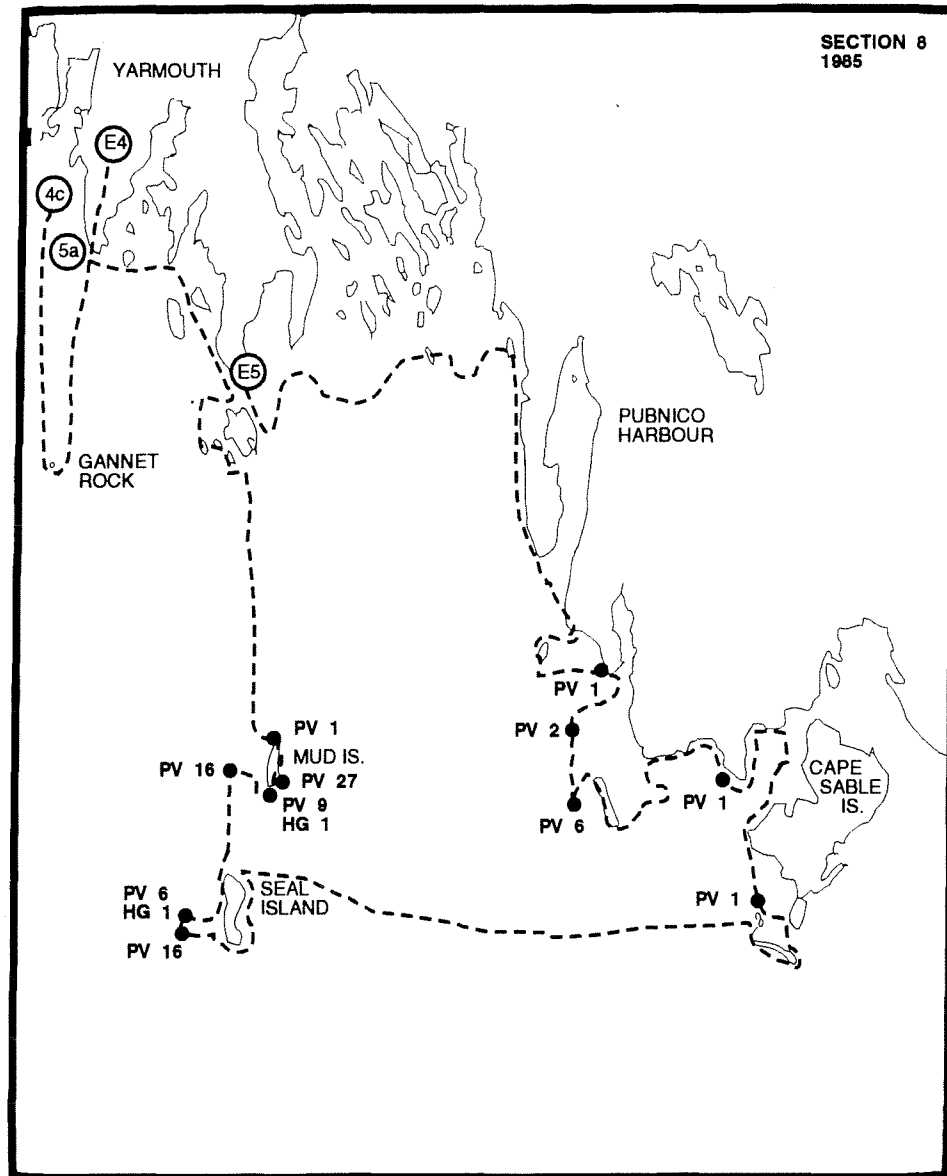 SECTION 8
1985
YARMOUTH
E4
4c
5a
E5
GANNET
ROCK
PUBNICO
HARBOUR
PV 1
PV 2
PV 1
MUD IS.
PV 16
PV 27
PV 9
HG 1
PV 6
PV 1
CAPE
SABLE
IS.
PV 6
HG 1
SEAL
ISLAND
PV 16
PV 1